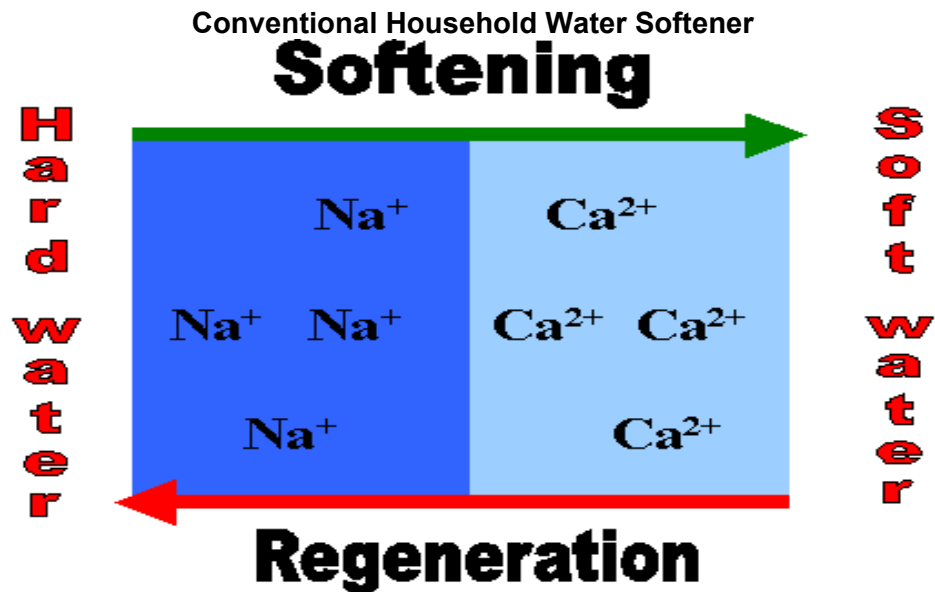 Conventional Household Water Softener
Softening
Hard water
Na⁺ Ca²⁺
Na⁺ Na⁺ Ca²⁺ Ca²⁺
Na⁺ Ca²⁺
Soft water
Regeneration